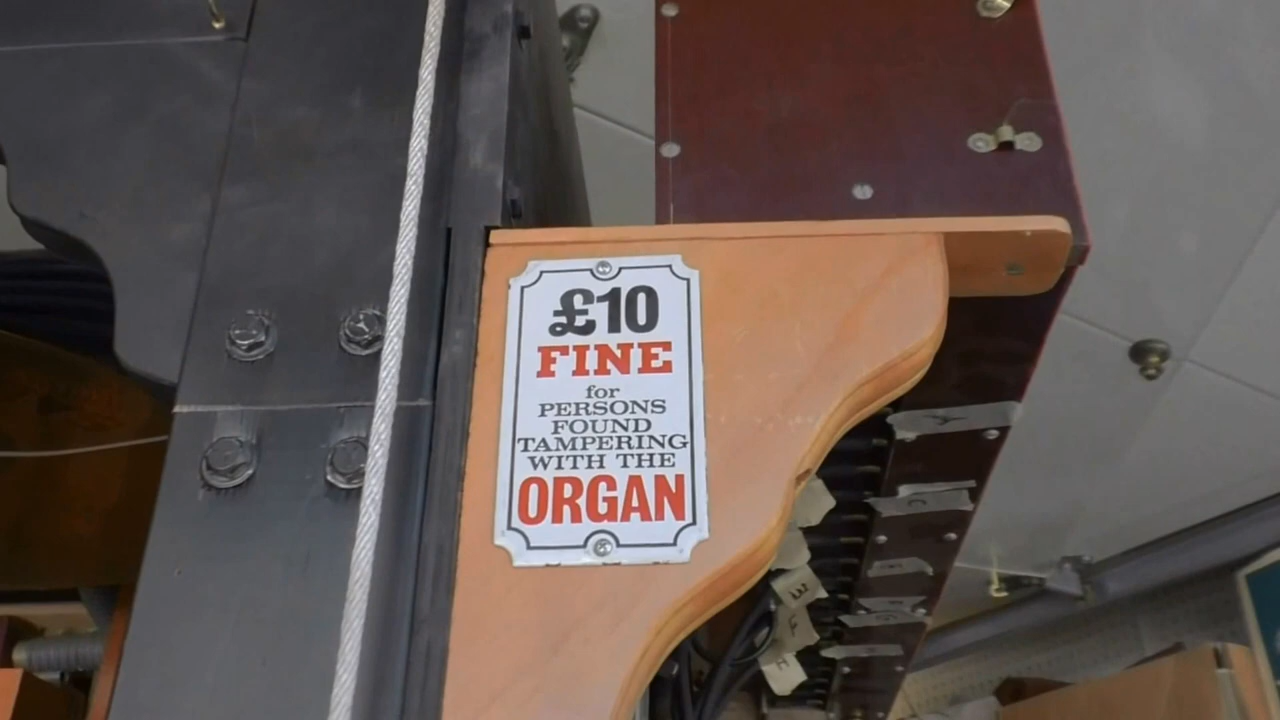 £10
FINE
for
PERSONS
FOUND
TAMPERING
WITH THE
ORGAN